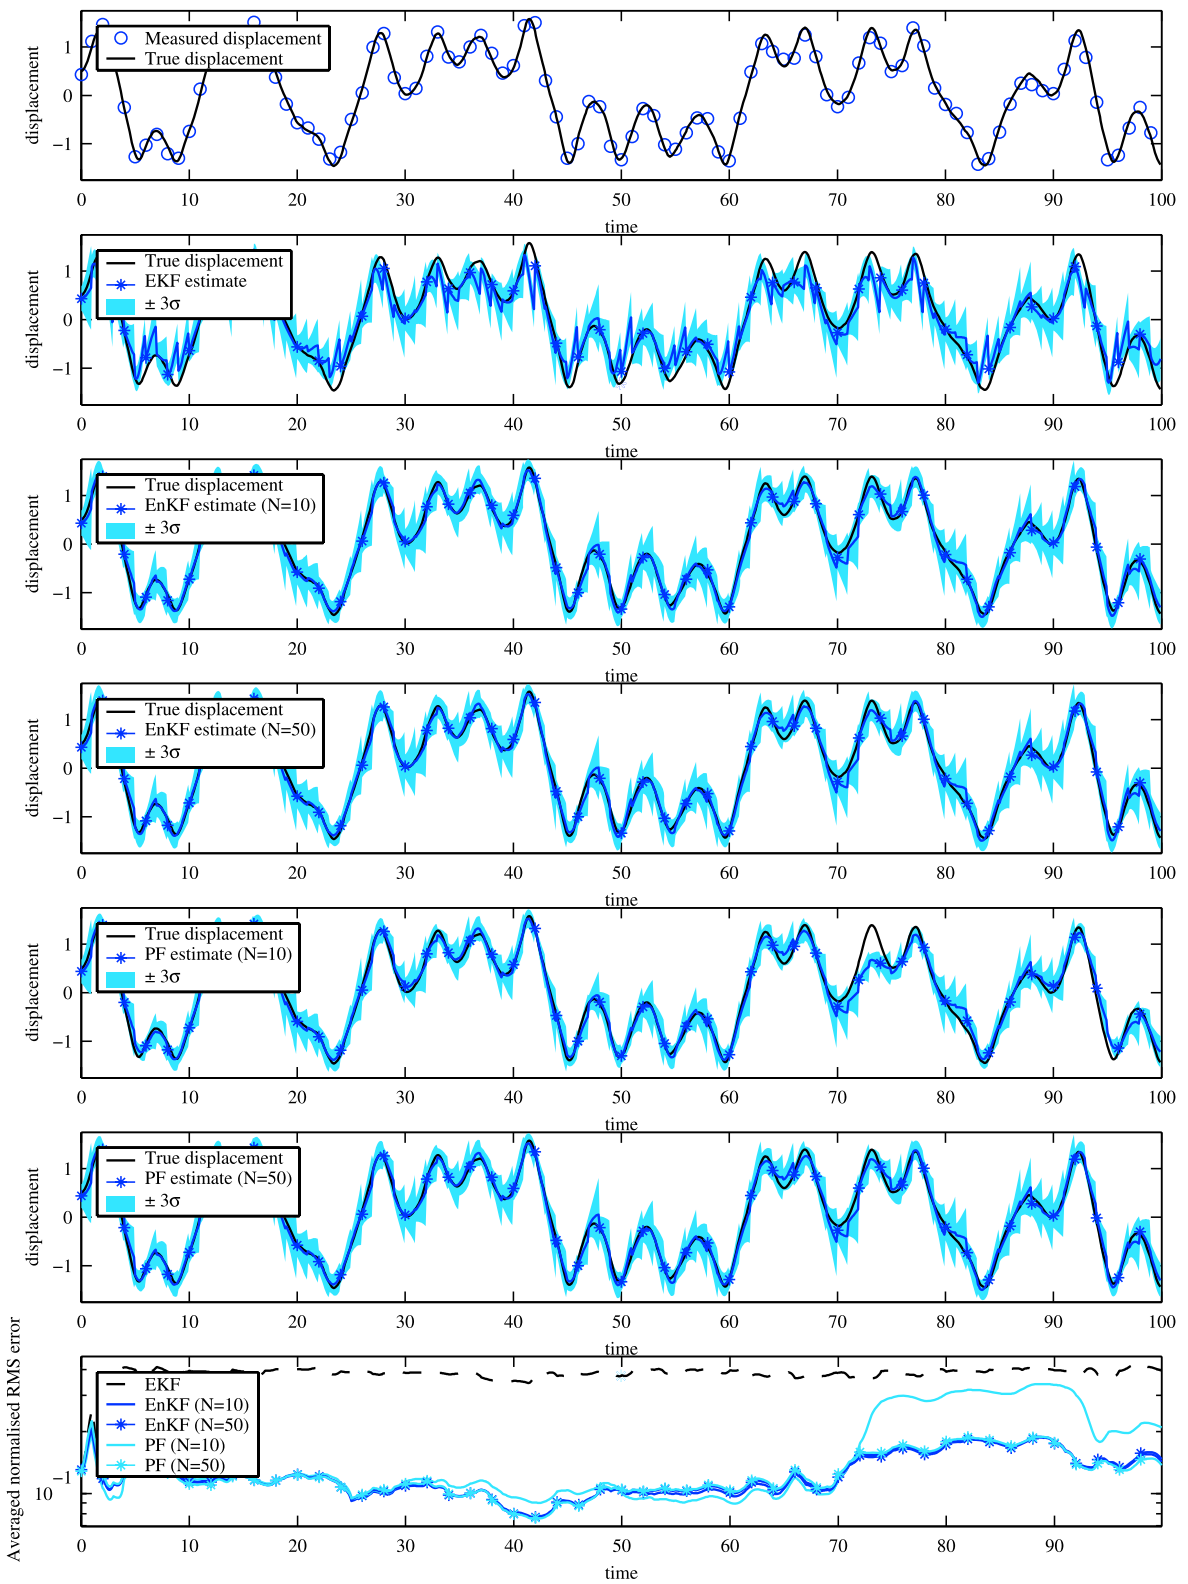 displacement
1
0
−1
Measured displacement
True displacement
0 10 20 30 40 50 60 70 80 90 100
time
displacement
1
0
−1
True displacement
EKF estimate
± 3σ
0 10 20 30 40 50 60 70 80 90 100
time
displacement
1
0
−1
True displacement
EnKF estimate (N=10)
± 3σ
0 10 20 30 40 50 60 70 80 90 100
time
displacement
1
0
−1
True displacement
EnKF estimate (N=50)
± 3σ
0 10 20 30 40 50 60 70 80 90 100
time
displacement
1
0
−1
True displacement
PF estimate (N=10)
± 3σ
0 10 20 30 40 50 60 70 80 90 100
time
displacement
1
0
−1
True displacement
PF estimate (N=50)
± 3σ
0 10 20 30 40 50 60 70 80 90 100
time
Averaged normalised RMS error
10 −1
EKF
EnKF (N=10)
EnKF (N=50)
PF (N=10)
PF (N=50)
0 10 20 30 40 50 60 70 80 90 100
time